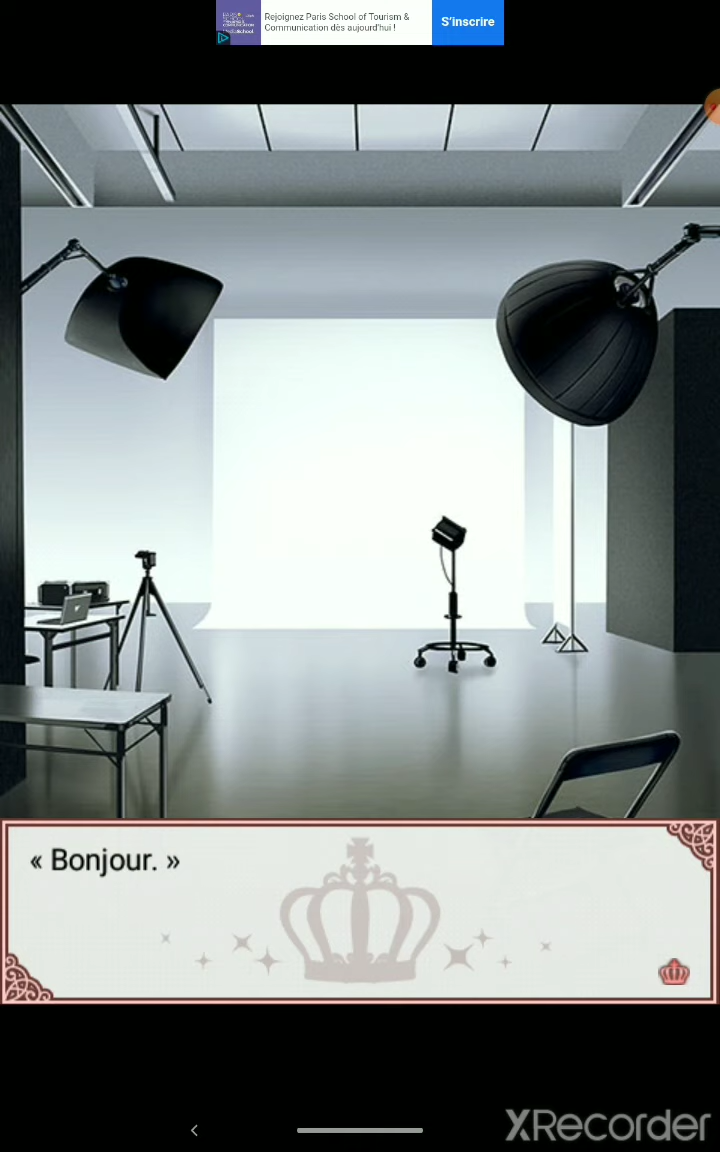 Rejoignez Paris School of Tourism &
Communication dès aujourd'hui !
S'inscrire
« Bonjour. »
XRecorder